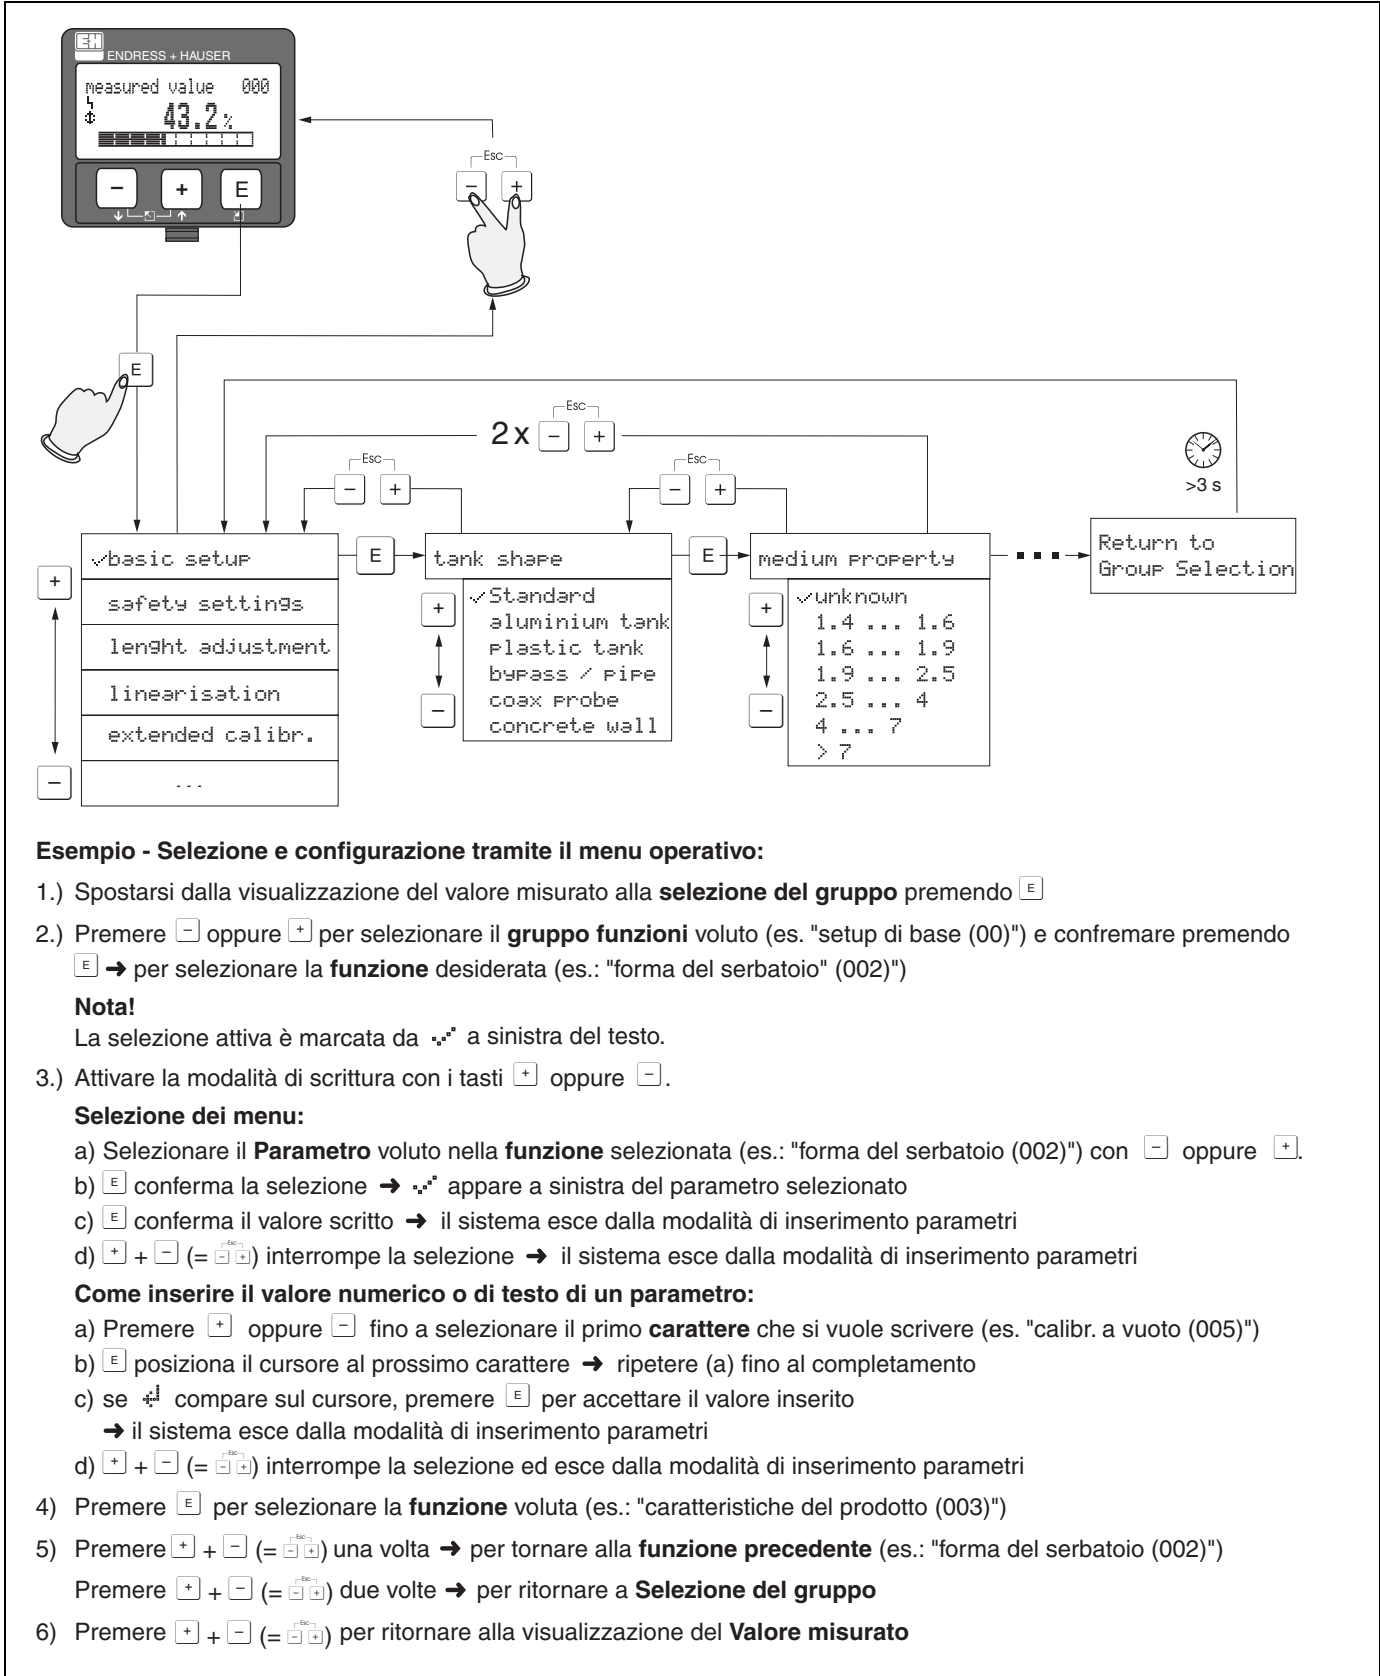 ENDRESS + HAUSER
measured value 000
43.2 %
- + E
Esc
- +
E
2x - +
Esc
Esc
- +
Esc
- +
>3 s
✓basic setup
safety settings
lenght adjustment
linearisation
extended calibr.
...
+
-
E
tank shape
✓Standard
aluminium tank
plastic tank
bypass / pipe
coax probe
concrete wall
+
-
E
medium property
✓unknown
1.4 ... 1.6
1.6 ... 1.9
1.9 ... 2.5
2.5 ... 4
4 ... 7
> 7
+
-
Return to
Group Selection
Esempio - Selezione e configurazione tramite il menu operativo:
1.) Spostarsi dalla visualizzazione del valore misurato alla selezione del gruppo premendo E
2.) Premere - oppure + per selezionare il gruppo funzioni voluto (es. "setup di base (00)") e confremare premendo
E ➜ per selezionare la funzione desiderata (es.: "forma del serbatoio" (002)")
Nota!
La selezione attiva è marcata da ✓ a sinistra del testo.
3.) Attivare la modalità di scrittura con i tasti + oppure -.
Selezione dei menu:
a) Selezionare il Parametro voluto nella funzione selezionata (es.: "forma del serbatoio (002)") con - oppure +.
b) E conferma la selezione ➜ ✓ appare a sinistra del parametro selezionato
c) E conferma il valore scritto ➜ il sistema esce dalla modalità di inserimento parametri
d) + + - (= Esc - +) interrompe la selezione ➜ il sistema esce dalla modalità di inserimento parametri
Come inserire il valore numerico o di testo di un parametro:
a) Premere + oppure - fino a selezionare il primo carattere che si vuole scrivere (es. "calibr. a vuoto (005)")
b) E posiziona il cursore al prossimo carattere ➜ ripetere (a) fino al completamento
c) se ↵ compare sul cursore, premere E per accettare il valore inserito
➜ il sistema esce dalla modalità di inserimento parametri
d) + + - (= Esc - +) interrompe la selezione ed esce dalla modalità di inserimento parametri
4) Premere E per selezionare la funzione voluta (es.: "caratteristiche del prodotto (003)")
5) Premere + + - (= Esc - +) una volta ➜ per tornare alla funzione precedente (es.: "forma del serbatoio (002)")
Premere + + - (= Esc - +) due volte ➜ per ritornare a Selezione del gruppo
6) Premere + + - (= Esc - +) per ritornare alla visualizzazione del Valore misurato